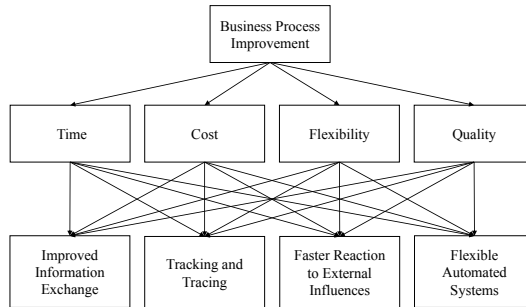 Business Process
Improvement
Time
Cost
Flexibility
Quality
Improved
Information
Exchange
Tracking and
Tracing
Faster Reaction
to External
Influences
Flexible
Automated
Systems